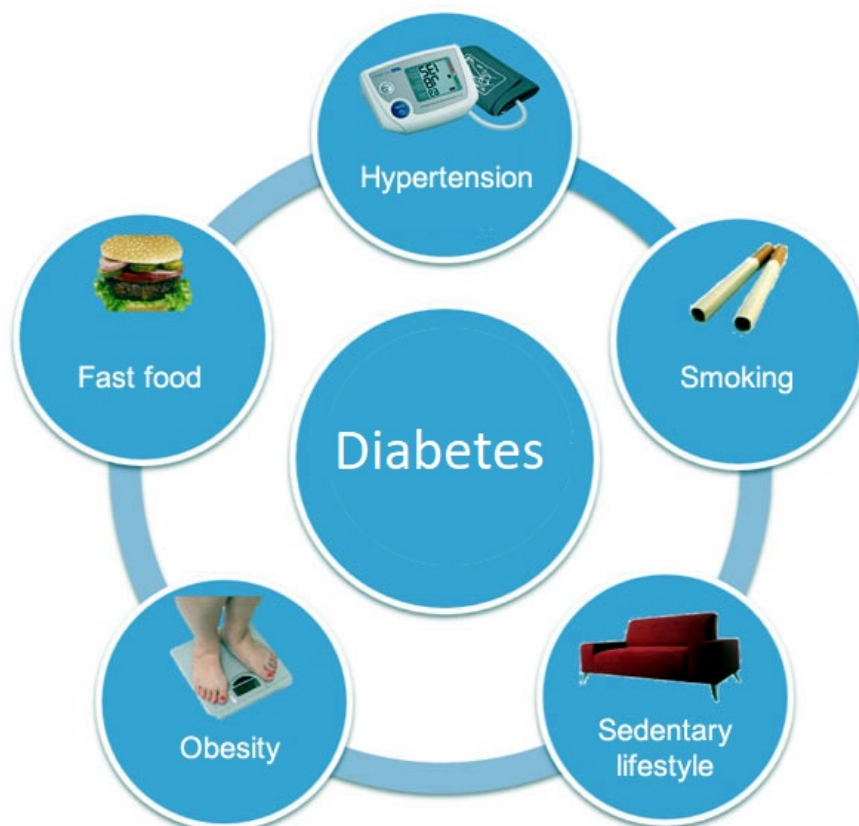 Hypertension
Fast food
Smoking
Diabetes
Obesity
Sedentary
lifestyle